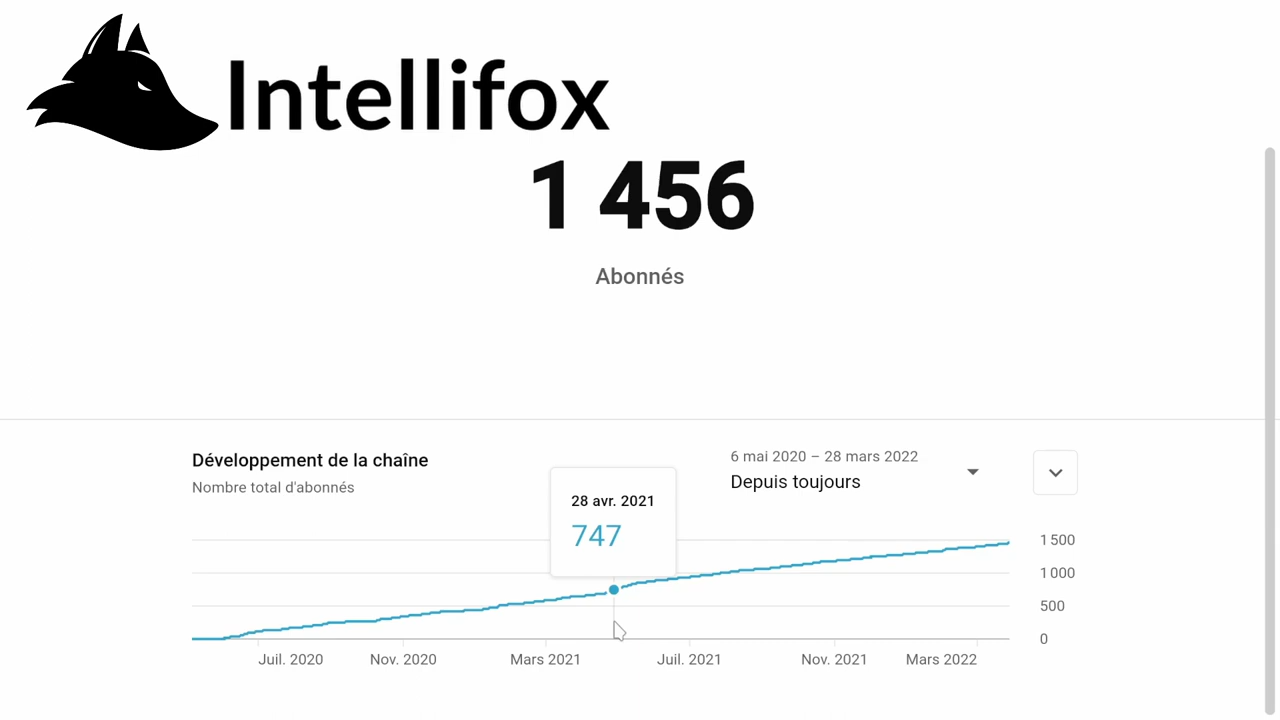 Intellifox
1 456
Abonnés
Développement de la chaîne
Nombre total d'abonnés
6 mai 2020 – 28 mars 2022
Depuis toujours
28 avr. 2021
747
1 500
1 000
500
0
Juil. 2020
Nov. 2020
Mars 2021
Juil. 2021
Nov. 2021
Mars 2022